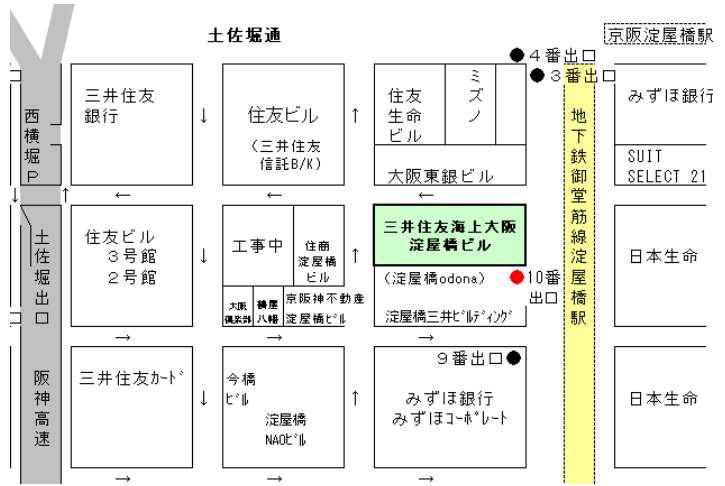 土佐堀通
京阪淀屋橋駅
●4番出口
●3番出口
西横堀P
三井住友
銀行
↓
住友ビル
(三井住友
信託B/K)
↑
住友
生命
ビル
ミズノ
大阪東銀ビル
地下鉄御堂筋線淀屋橋駅
みずほ銀行
SUIT
SELECT 21
↓
↑
←
←
←
土佐堀出口
住友ビル
3号館
2号館
↓
工事中
住商
淀屋橋
ビル
↑
大阪
倶楽部
鶴屋
八幡
京阪神不動産
淀屋橋ビル
三井住友海上大阪
淀屋橋ビル
(淀屋橋odona)
淀屋橋三井ビルディング
●10番
出口
日本生命
→
→
→
阪神高速
三井住友カード
↓
今橋
ビル
淀屋橋
NAOビル
↑
9番出口●
みずほ銀行
みずほコーポレート
日本生命
→
→
→